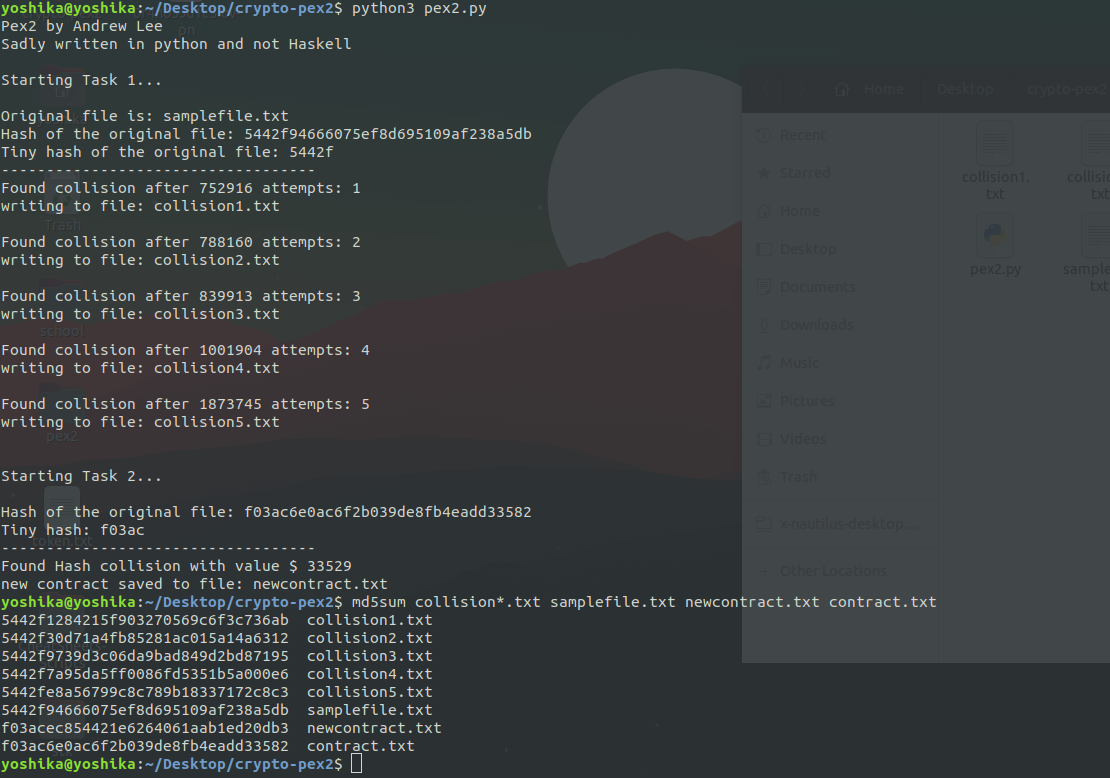 yoshika@yoshika:~/Desktop/crypto-pex2$ python3 pex2.py
Pex2 by Andrew Lee
Sadly written in python and not Haskell
Starting Task 1...
Original file is: samplefile.txt
Hash of the original file: 5442f94666075ef8d695109af238a5db
Tiny hash of the original file: 5442f
-----------------------------------
Found collision after 752916 attempts: 1
writing to file: collision1.txt
Found collision after 788160 attempts: 2
writing to file: collision2.txt
Found collision after 839913 attempts: 3
writing to file: collision3.txt
Found collision after 1001904 attempts: 4
writing to file: collision4.txt
Found collision after 1873745 attempts: 5
writing to file: collision5.txt
Starting Task 2...
Hash of the original file: f03ac6e0ac6f2b039de8fb4eadd33582
Tiny hash: f03ac
-----------------------------------
Found Hash collision with value $ 33529
new contract saved to file: newcontract.txt
yoshika@yoshika:~/Desktop/crypto-pex2$ md5sum collision*.txt samplefile.txt newcontract.txt contract.txt
5442f1284215f903270569c6f3c736ab  collision1.txt
5442f30d71a4fb85281ac015a14a6312  collision2.txt
5442f9739d3c06da9bad849d2bd87195  collision3.txt
5442f7a95da5ff0086fd5351b5a000e6  collision4.txt
5442fe8a56799c8c789b18337172c8c3  collision5.txt
5442f94666075ef8d695109af238a5db  samplefile.txt
f03acec854421e6264061aab1ed20db3  newcontract.txt
f03ac6e0ac6f2b039de8fb4eadd33582  contract.txt
yoshika@yoshika:~/Desktop/crypto-pex2$
Trash
school
pex2
token.txt
Home Desktop crypto-pex2
Recent
Starred
Home
Desktop
Documents
Downloads
Music
Pictures
Videos
Trash
x-nautilus-desktop...
Other Locations
collision1.
txt
collisio
txt
pex2.py
sample
txt